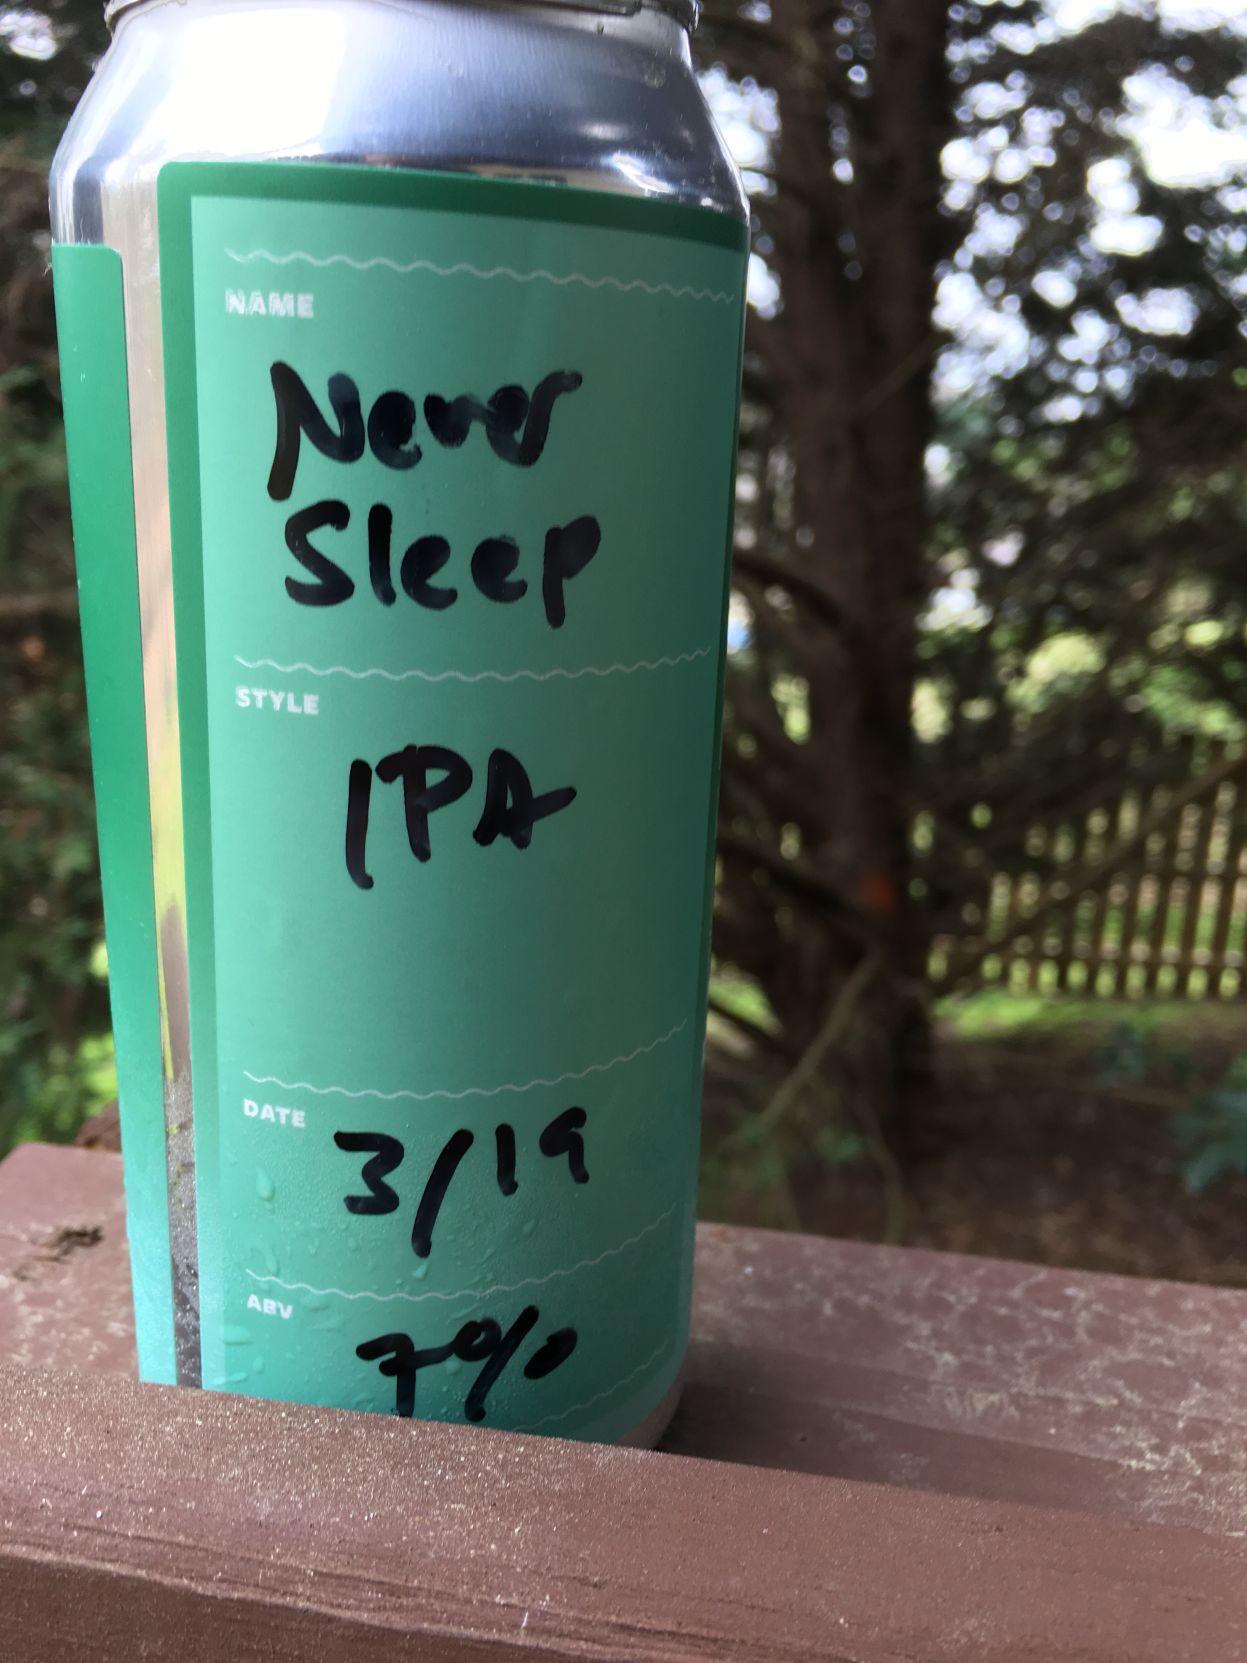 NAME
Never
Sleep
STYLE
IPA
DATE
3/19
ABV
7%